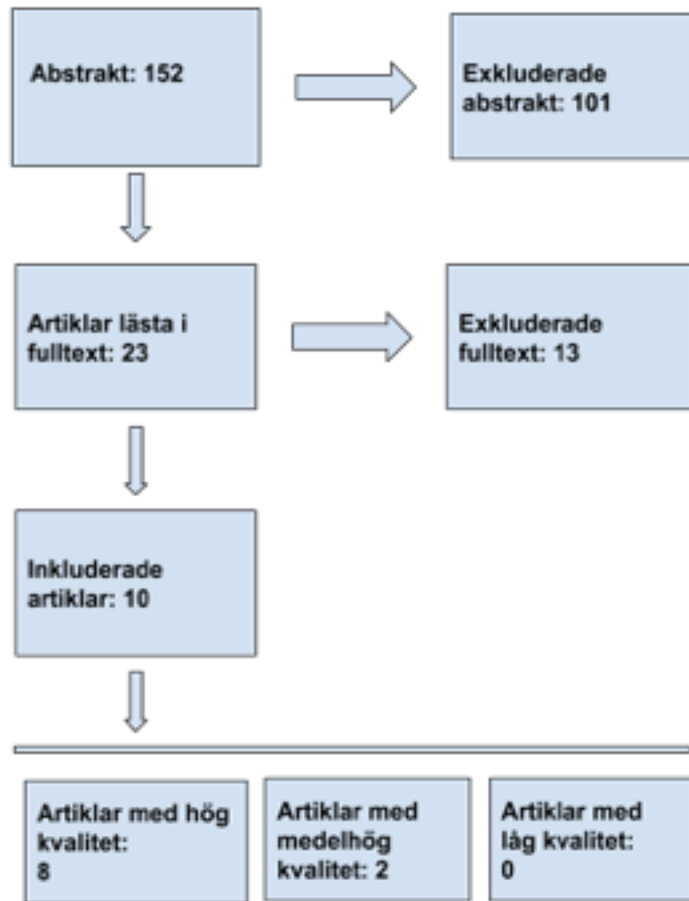 Abstrakt: 152
Exkluderade
abstrakt: 101
Artiklar lästa i
fulltext: 23
Exkluderade
fulltext: 13
Inkluderade
artiklar: 10
Artiklar med hög
kvalitet:
8
Artiklar med
medelhög
kvalitet: 2
Artiklar med
låg kvalitet:
0